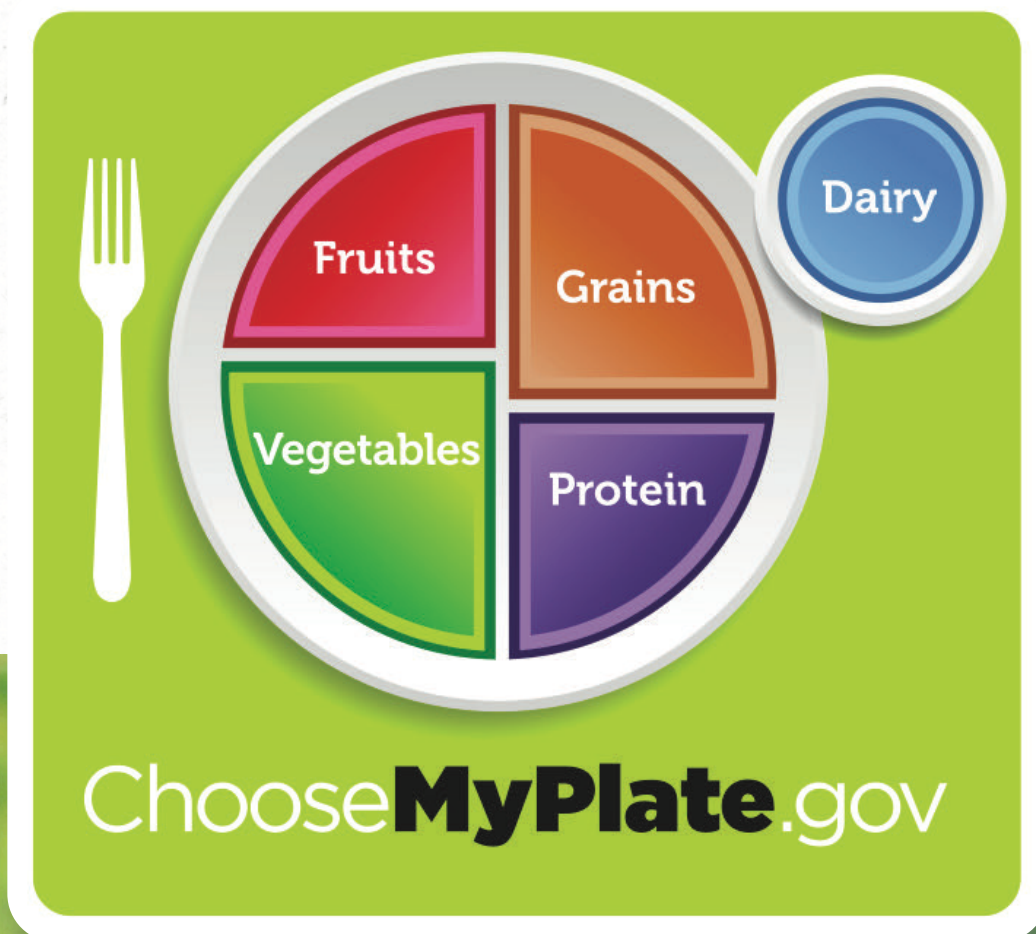 Fruits
Grains
Dairy
Vegetables
Protein
ChooseMyPlate.gov